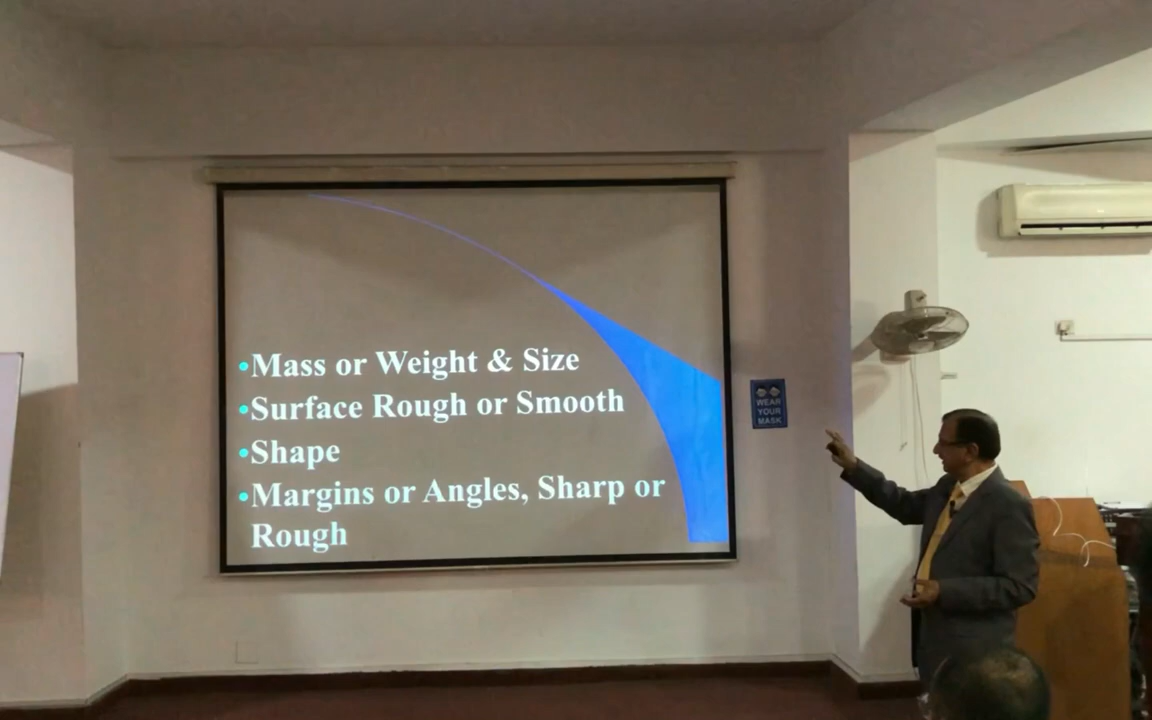 •Mass or Weight & Size
•Surface Rough or Smooth
•Shape
•Margins or Angles, Sharp or
Rough
WEAR
YOUR
MASK